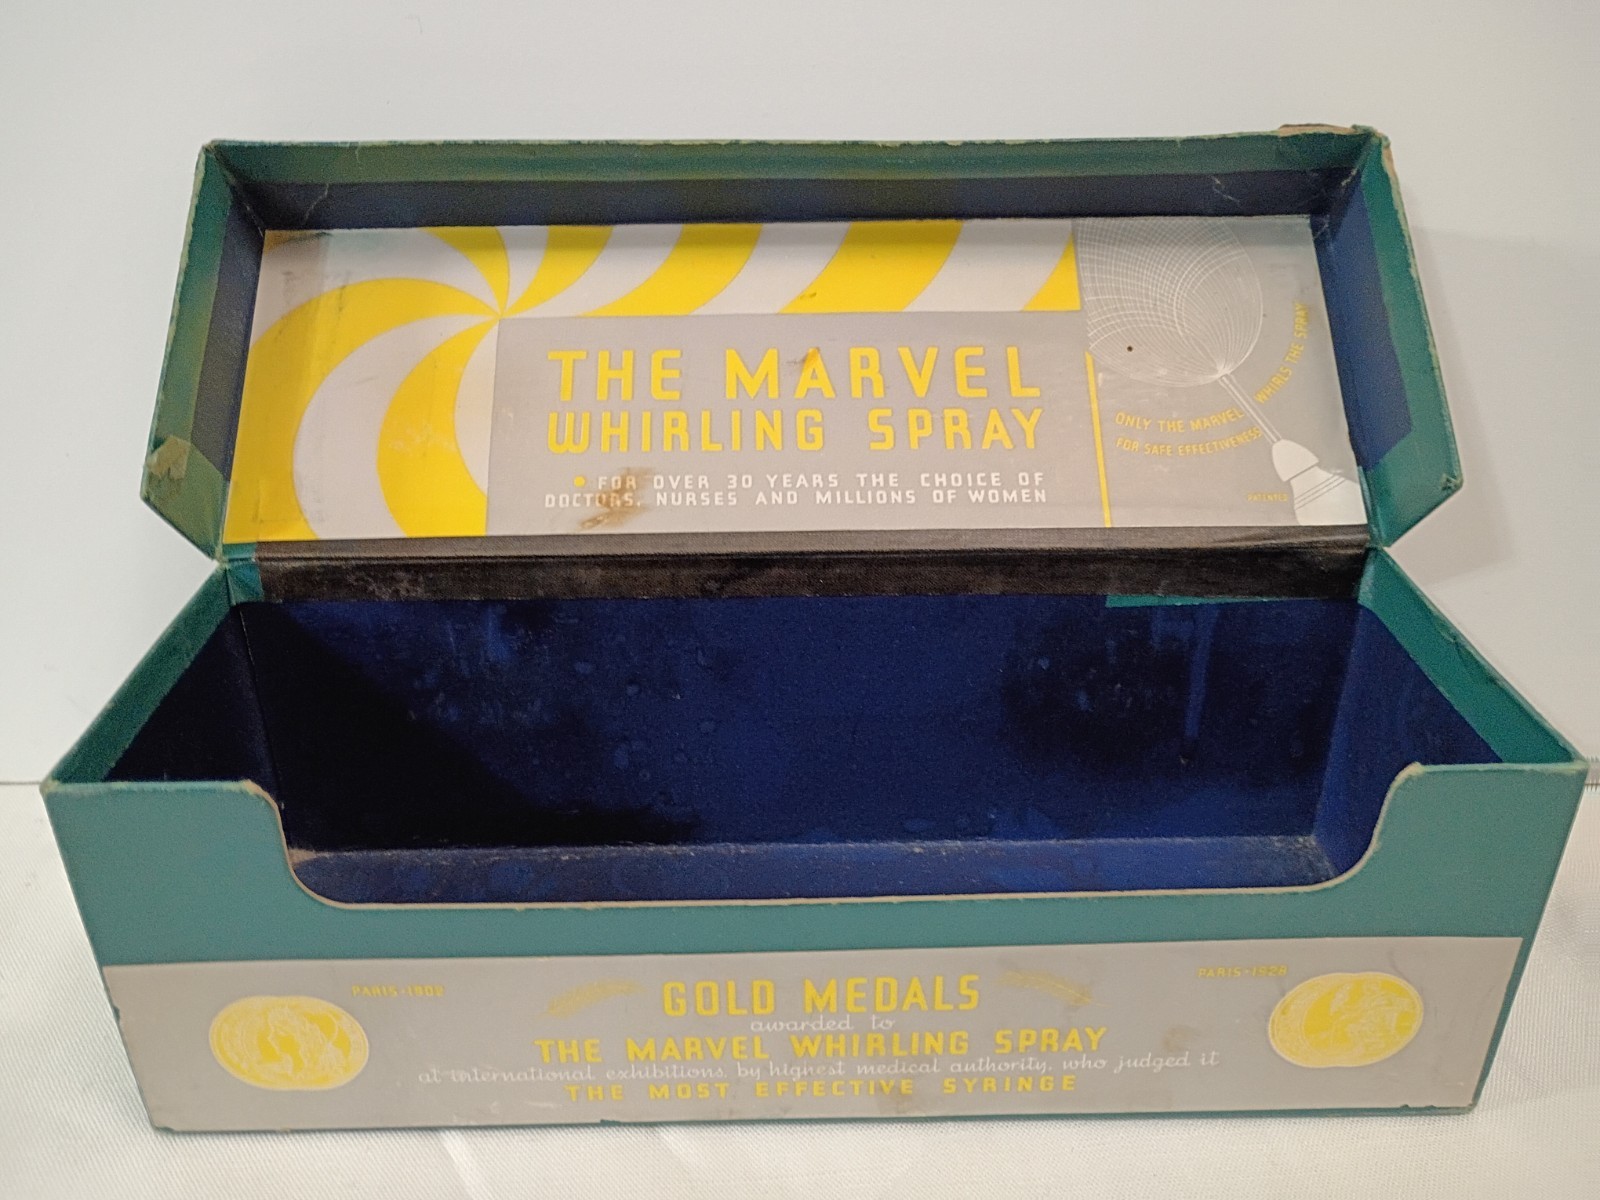 THE MARVEL
WHIRLING SPRAY
• FOR OVER 30 YEARS THE CHOICE OF
DOCTORS, NURSES AND MILLIONS OF WOMEN
ONLY THE MARVEL WHIRLS THE SPRAY
FOR SAFE EFFECTIVENESS
PATENTED
PARIS·1902
PARIS·1928
GOLD MEDALS
awarded to
THE MARVEL WHIRLING SPRAY
at international exhibitions by highest medical authority, who judged it
THE MOST EFFECTIVE SYRINGE